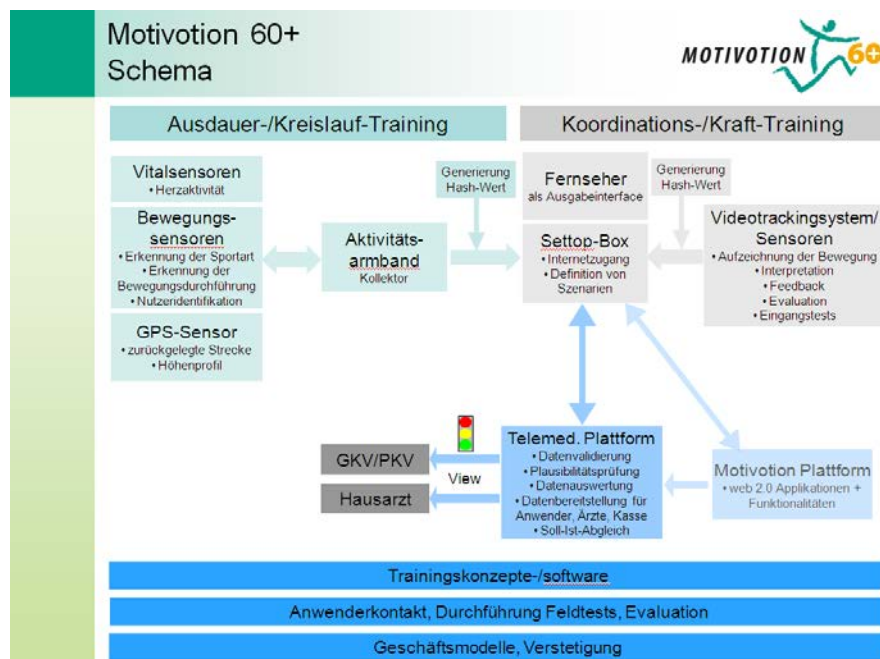 Motivotion 60+
Schema
MOTIVOTION 60+
Ausdauer-/Kreislauf-Training
Koordinations-/Kraft-Training
Vitalsensoren
• Herzaktivität
Bewegungs-
sensoren
• Erkennung der Sportart
• Erkennung der
Bewegungsdurchführung
• Nutzeridentifikation
GPS-Sensor
• zurückgelegte Strecke
• Höhenprofil
Aktivitäts-
armband
Kollektor
Generierung
Hash-Wert
Fernseher
als Ausgabeinterface
Settop-Box
• Internetzugang
• Definition von
Szenarien
Generierung
Hash-Wert
Videotrackingsystem/
Sensoren
• Aufzeichnung der Bewegung
• Interpretation
• Feedback
• Evaluation
• Eingangstests
GKV/PKV
Hausarzt
View
Telemed. Plattform
• Datenvalidierung
• Plausibilitätsprüfung
• Datenauswertung
• Datenbereitstellung für
Anwender, Ärzte, Kasse
• Soll-Ist-Abgleich
Motivotion Plattform
• web 2.0 Applikationen +
Funktionalitäten
Trainingskonzepte-/software
Anwenderkontakt, Durchführung Feldtests, Evaluation
Geschäftsmodelle, Verstetigung